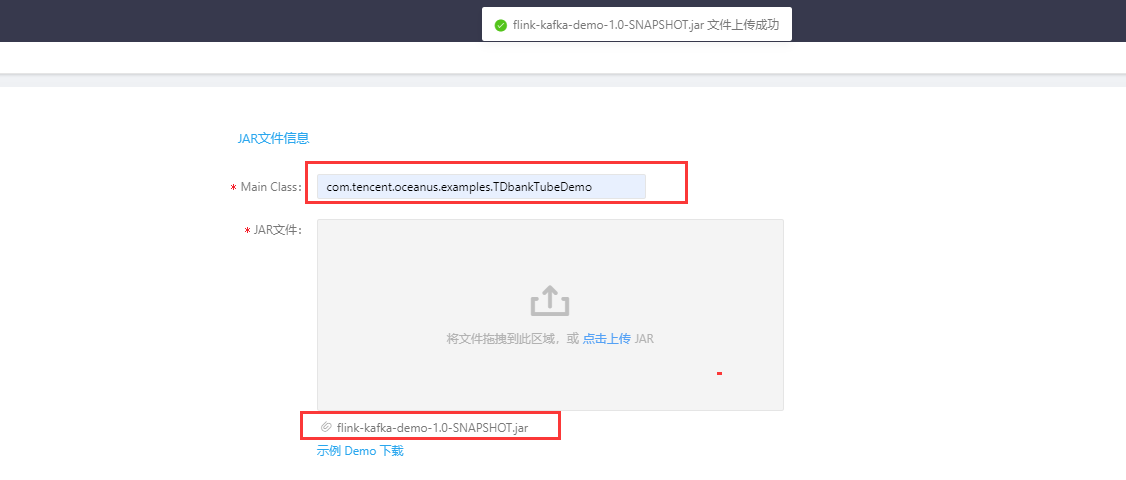 flink-kafka-demo-1.0-SNAPSHOT.jar 文件上传成功
JAR文件信息
* Main Class: com.tencent.oceanus.examples.TDbankTubeDemo
* JAR文件:
将文件拖拽到此区域，或 点击上传 JAR
flink-kafka-demo-1.0-SNAPSHOT.jar
示例 Demo 下载